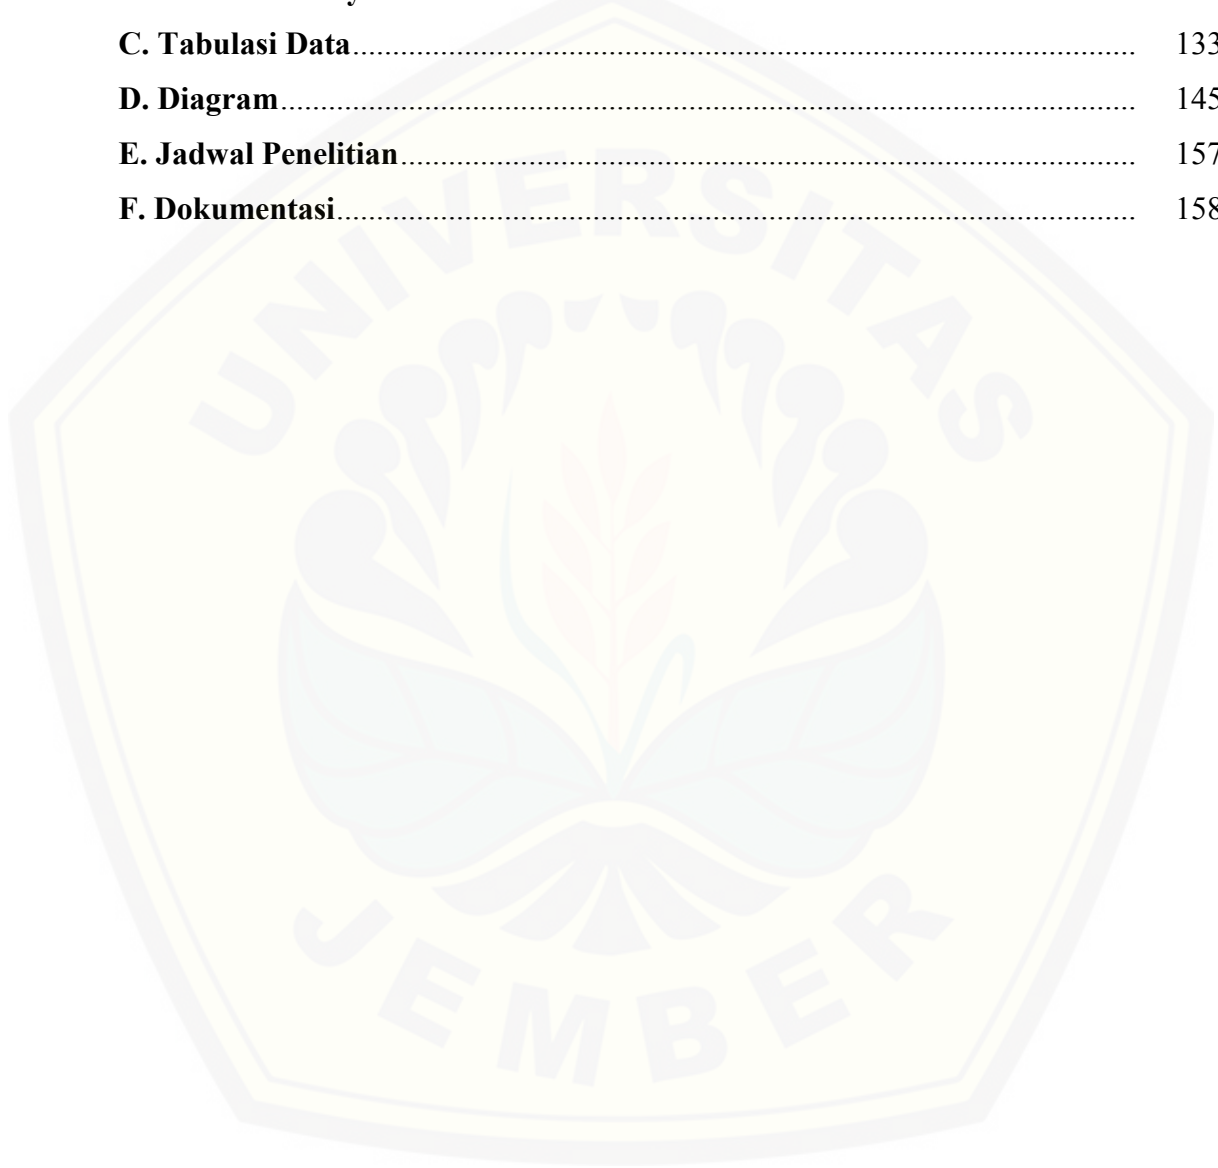 C. Tabulasi Data.................................................................................................................. 133
D. Diagram............................................................................................................................ 145
E. Jadwal Penelitian........................................................................................................... 157
F. Dokumentasi.................................................................................................................... 158
UNIVERSITAS
JEMBER